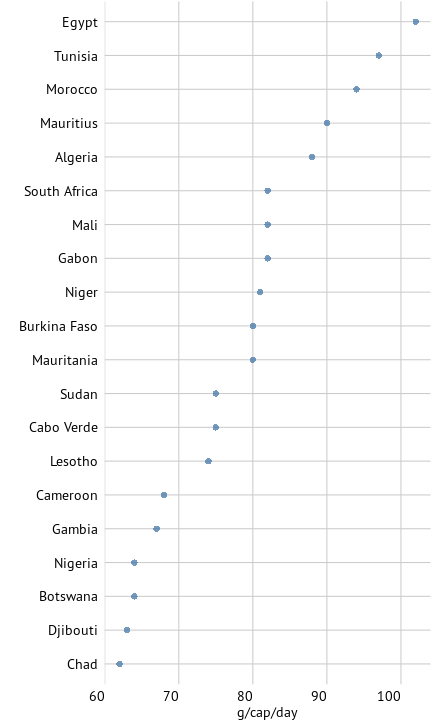 Egypt
Tunisia
Morocco
Mauritius
Algeria
South Africa
Mali
Gabon
Niger
Burkina Faso
Mauritania
Sudan
Cabo Verde
Lesotho
Cameroon
Gambia
Nigeria
Botswana
Djibouti
Chad
60 70 80 90 100
g/cap/day